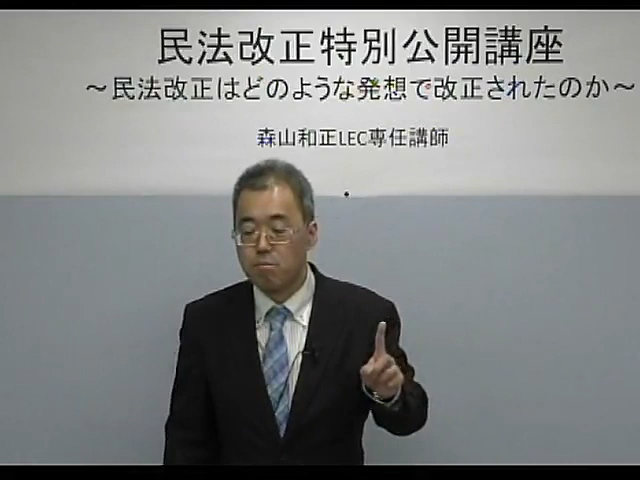 民法改正特別公開講座
～民法改正はどのような発想で改正されたのか～
森山和正LEC専任講師